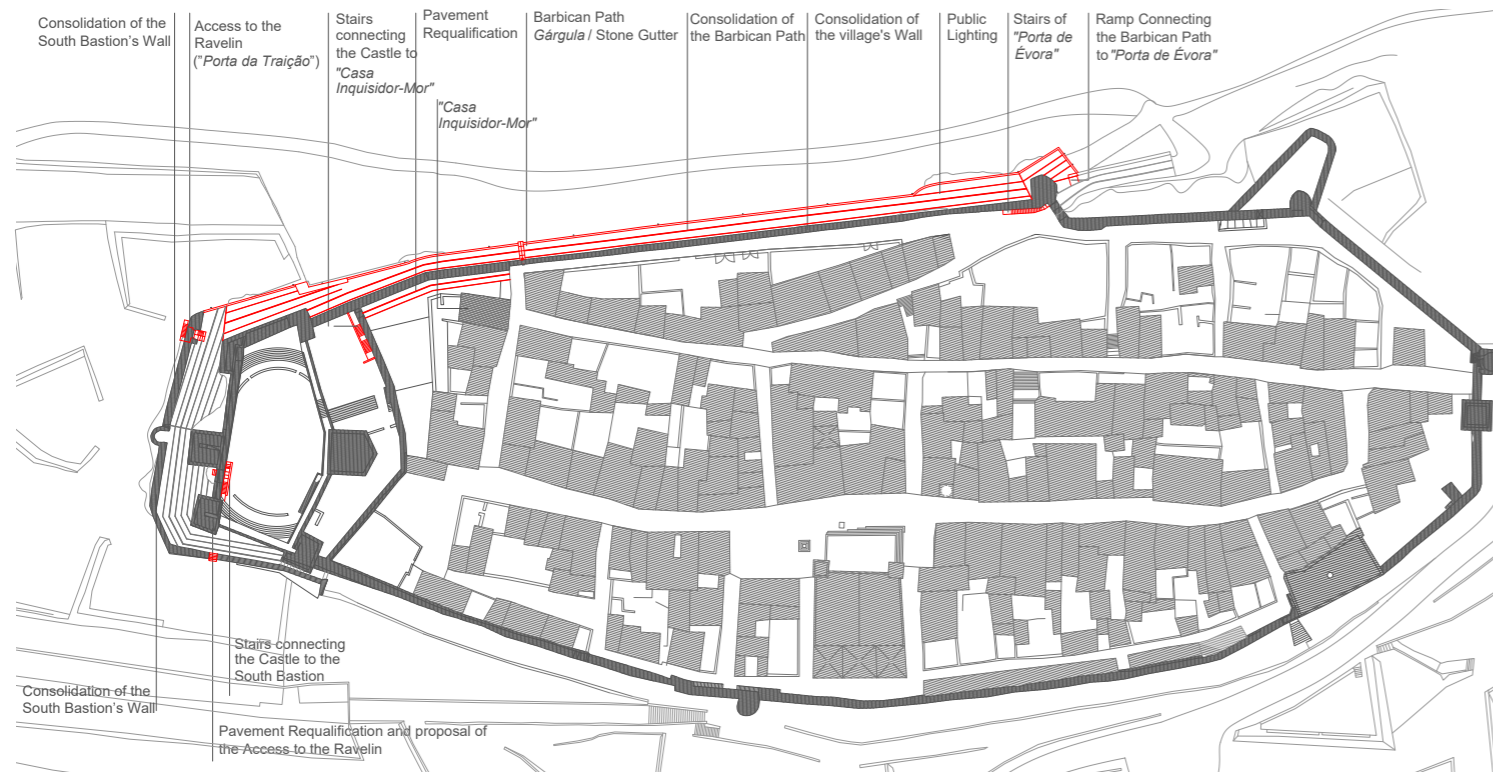 Consolidation of the
South Bastion's Wall
Access to the
Ravelin
("Porta da Traição")
Stairs
connecting
the Castle to
"Casa
Inquisidor-Mor"
Pavement
Requalification
"Casa
Inquisidor-Mor"
Barbican Path
Gárgula / Stone Gutter
Consolidation of
the Barbican Path
Consolidation of
the village's Wall
Public
Lighting
Stairs of
"Porta de
Évora"
Ramp Connecting
the Barbican Path
to "Porta de Évora"
Stairs connecting
the Castle to the
South Bastion
Consolidation of the
South Bastion's Wall
Pavement Requalification and proposal of
the Access to the Ravelin